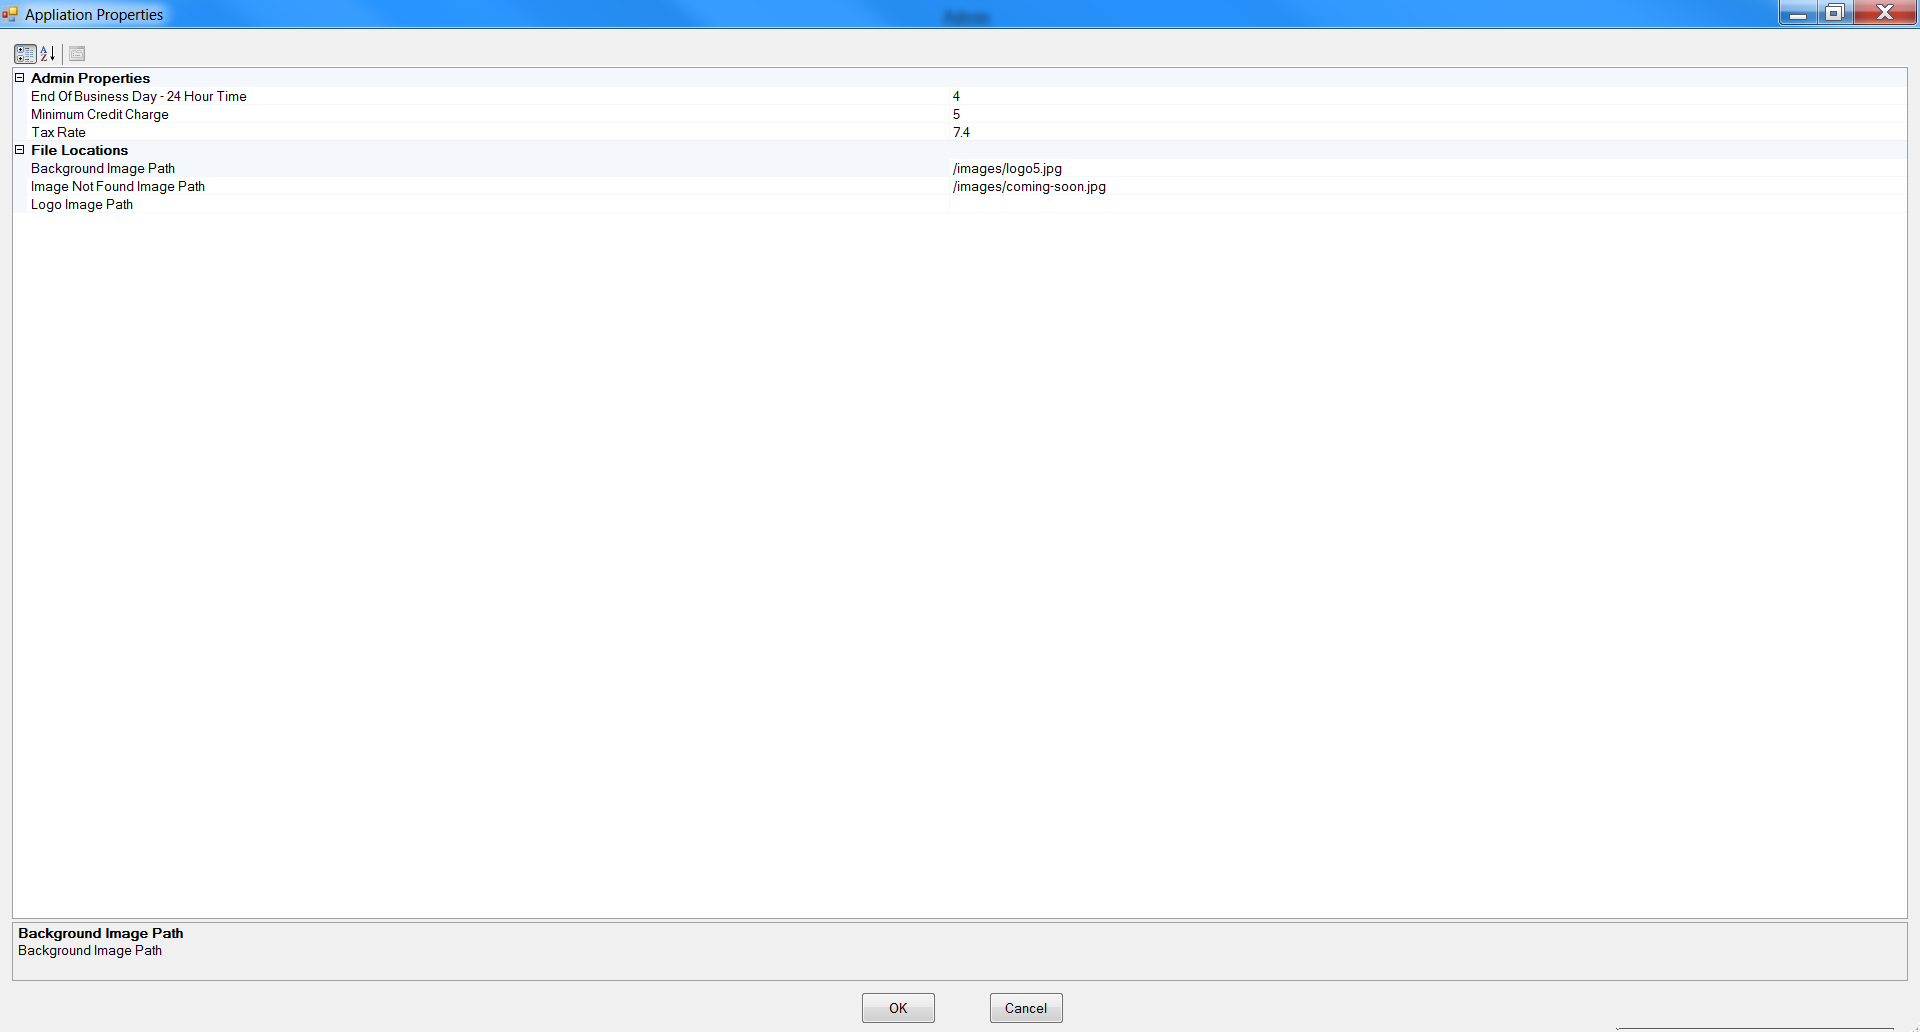 Appliation Properties
Admin
Admin Properties
End Of Business Day - 24 Hour Time 4
Minimum Credit Charge 5
Tax Rate 7.4
File Locations
Background Image Path /images/logo5.jpg
Image Not Found Image Path /images/coming-soon.jpg
Logo Image Path
Background Image Path
Background Image Path
OK Cancel